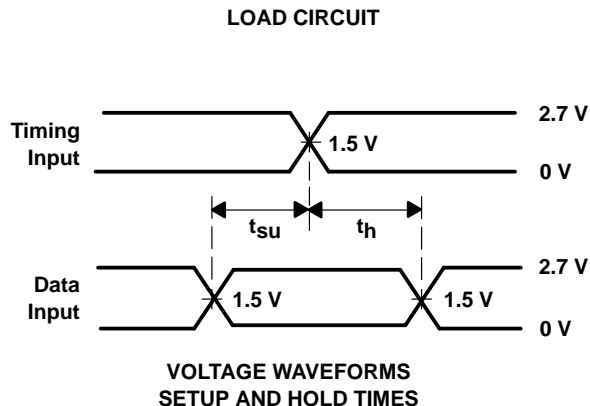 LOAD CIRCUIT
2.7 V
Timing
Input
1.5 V
0 V
tsu
th
2.7 V
Data
Input
1.5 V
1.5 V
0 V
VOLTAGE WAVEFORMS
SETUP AND HOLD TIMES